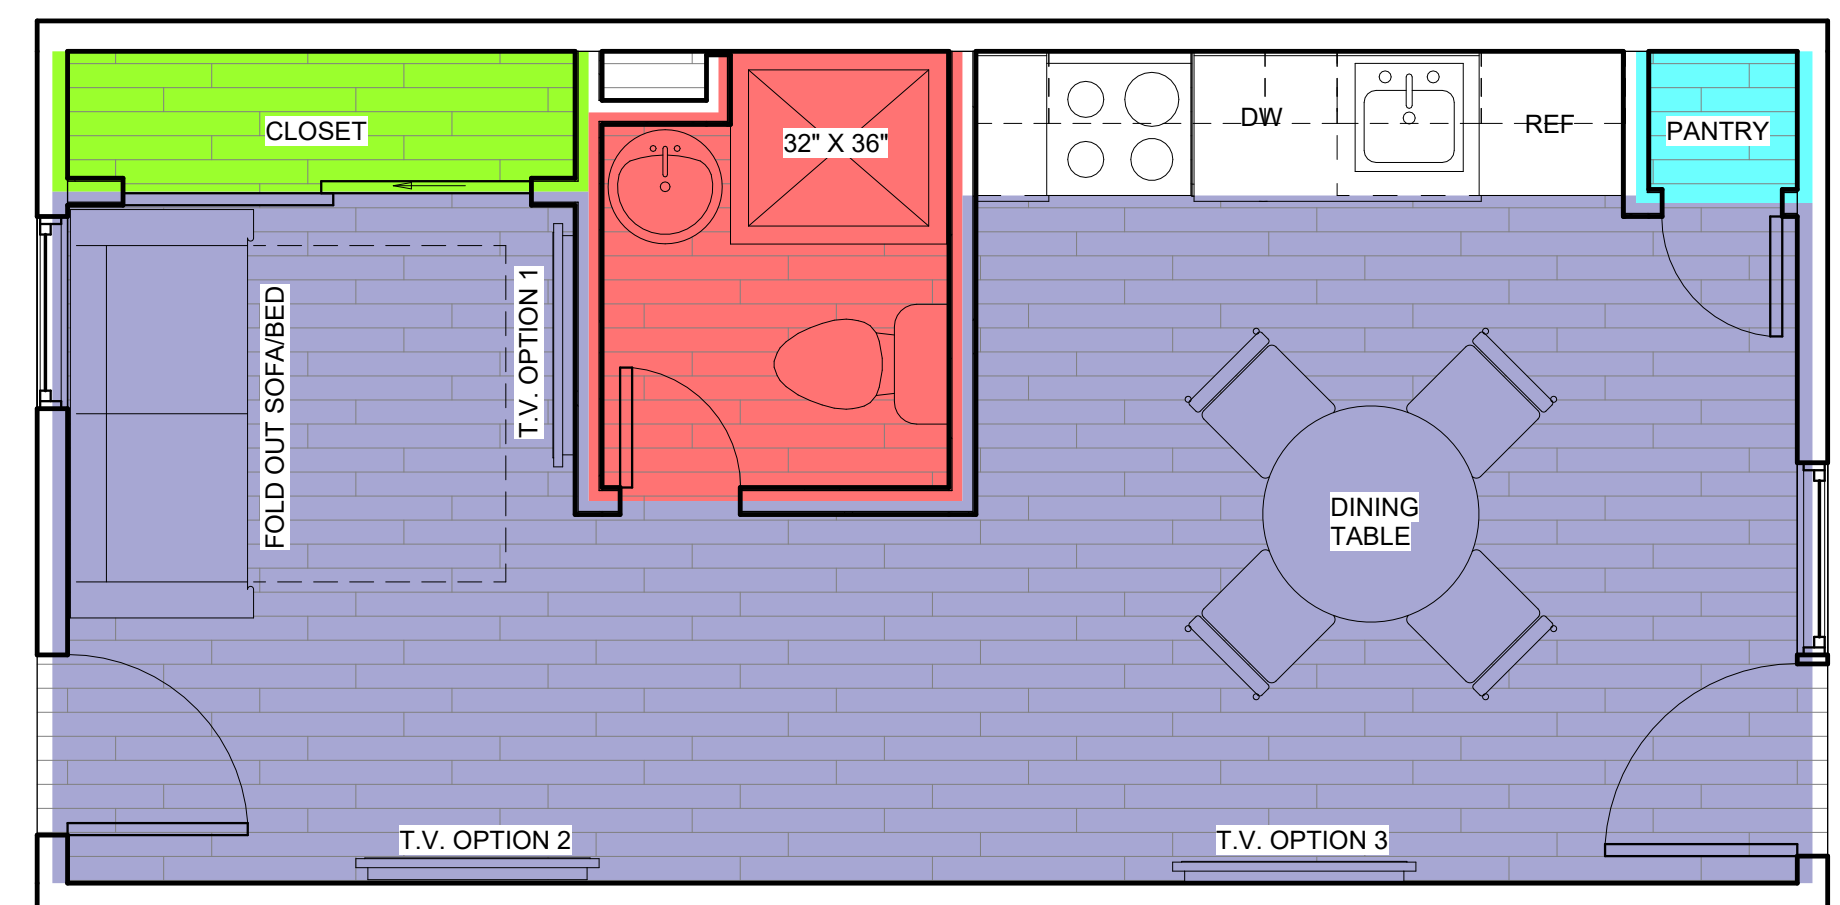 CLOSET
32" X 36"
DW
REF
PANTRY
FOLD OUT SOFA/BED
T.V. OPTION 1
DINING
TABLE
T.V. OPTION 2
T.V. OPTION 3